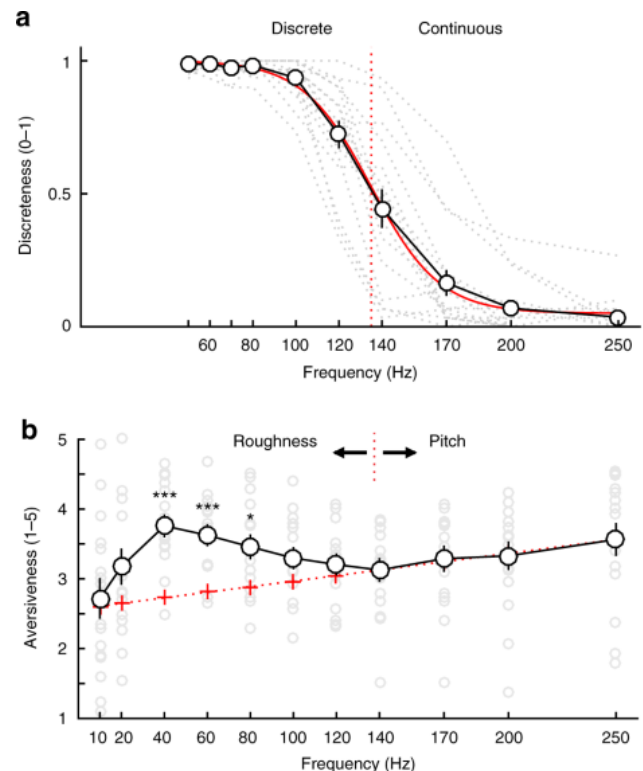 a
Discrete Continuous
1
0.5
0
Discreteness (0–1)
60 80 100 120 140 170 200 250
Frequency (Hz)
b
5
4
3
2
1
Aversiveness (1–5)
Roughness Pitch
*** *** *
10 20 40 60 80 100 120 140 170 200 250
Frequency (Hz)